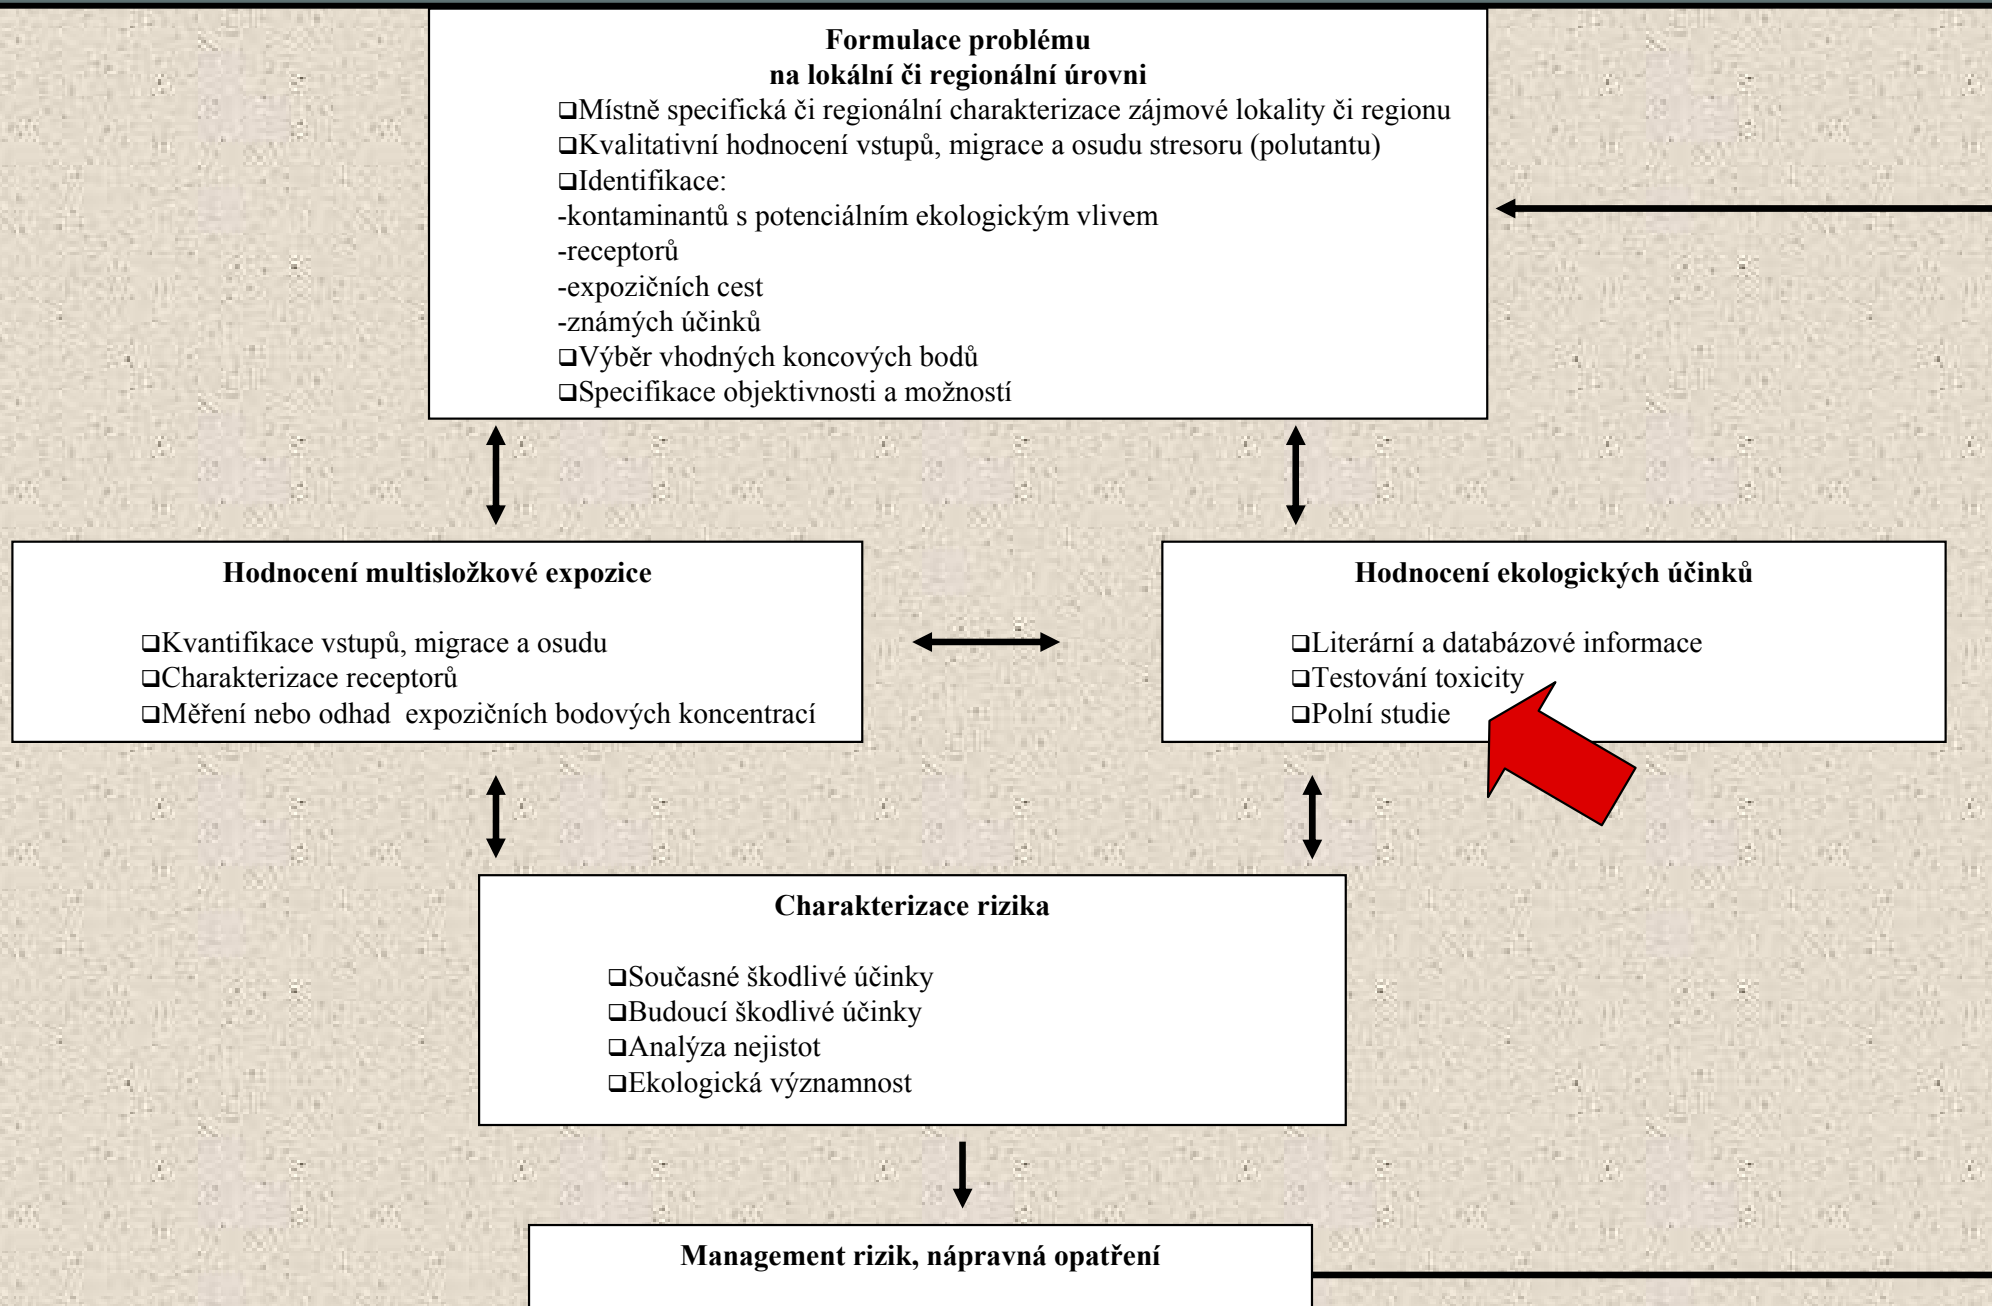 Formulace problému
na lokální či regionální úrovni
❑Místně specifická či regionální charakterizace zájmové lokality či regionu
❑Kvalitativní hodnocení vstupů, migrace a osudu stresoru (polutantu)
❑Identifikace:
-kontaminantů s potenciálním ekologickým vlivem
-receptorů
-expozičních cest
-známých účinků
❑Výběr vhodných koncových bodů
❑Specifikace objektivnosti a možností
Hodnocení multisložkové expozice
❑Kvantifikace vstupů, migrace a osudu
❑Charakterizace receptorů
❑Měření nebo odhad  expozičních bodových koncentrací
Hodnocení ekologických účinků
❑Literární a databázové informace
❑Testování toxicity
❑Polní studie
Charakterizace rizika
❑Současné škodlivé účinky
❑Budoucí škodlivé účinky
❑Analýza nejistot
❑Ekologická významnost
Management rizik, nápravná opatření